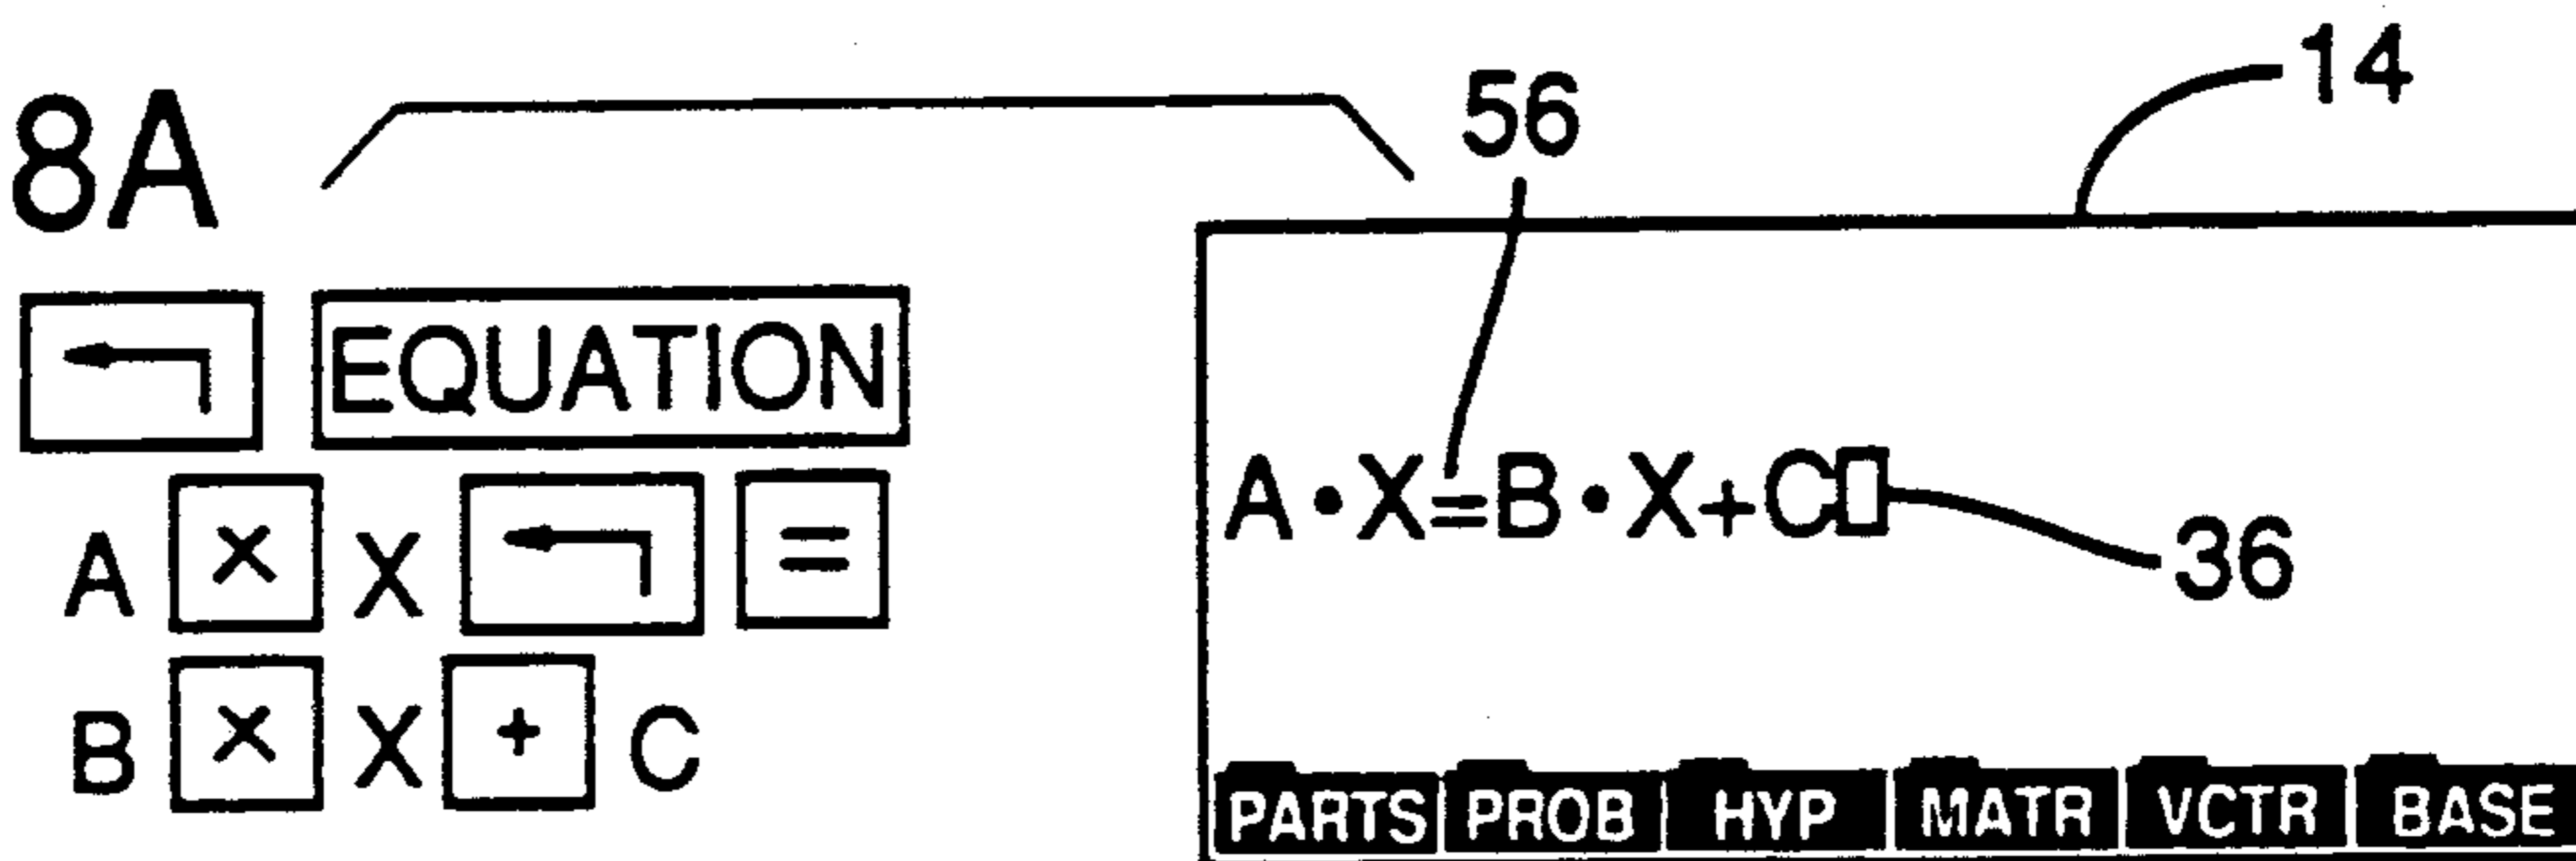 8A
56
14
EQUATION
A × X =
B × X + C
A•X=B•X+C
36
PARTS PROB HYP MATR VCTR BASE